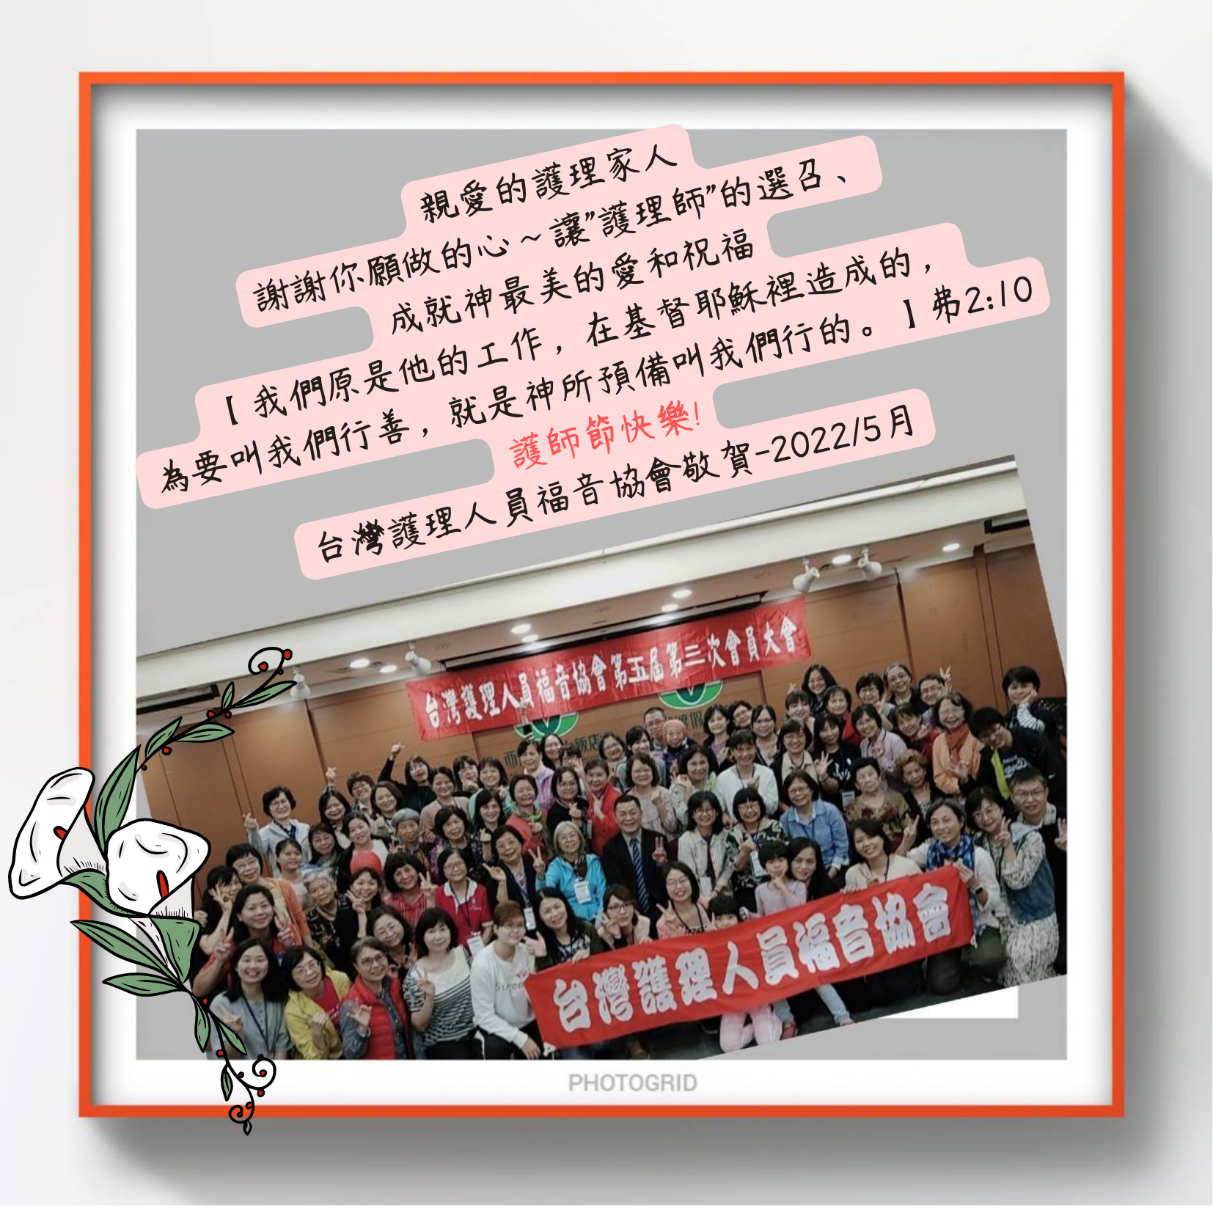 親愛的護理家人
謝謝你願做的心～讓”護理師”的選召、
成就神最美的愛和祝福
【我們原是他的工作，在基督耶穌裡造成的，
為要叫我們行善，就是神所預備叫我們行的。】弗2:10
護師節快樂!
台灣護理人員福音協會敬賀-2022/5月
台灣護理人員福音協會第五屆第三次會員大會
台灣護理人員福音協會
PHOTOGRID